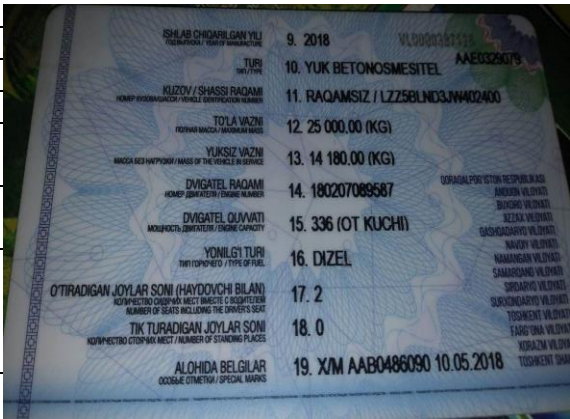 ISHLAB CHIQARILGAN YILI
ГОД ВЫПУСКА / YEAR OF MANUFACTURE
9. 2018
AAE0329079
TURI
ТИП / TYPE
10. YUK BETONOSMESITEL
KUZOV / SHASSI RAQAMI
НОМЕР КУЗОВА/ШАССИ / VEHICLE IDENTIFICATION NUMBER
11. RAQAMSIZ / LZZ5BLND3JW402400
TO'LA VAZNI
ПОЛНАЯ МАССА / MAXIMUM MASS
12. 25 000.00 (KG)
YUKSIZ VAZNI
МАССА БЕЗ НАГРУЗКИ / MASS OF THE VEHICLE IN SERVICE
13. 14 180.00 (KG)
DVIGATEL RAQAMI
НОМЕР ДВИГАТЕЛЯ / ENGINE NUMBER
14. 180207089587
DVIGATEL QUVVATI
МОЩНОСТЬ ДВИГАТЕЛЯ / ENGINE CAPACITY
15. 336 (OT KUCHI)
YONILG'I TURI
ТИП ГОРЮЧЕГО / TYPE OF FUEL
16. DIZEL
O'TIRADIGAN JOYLAR SONI (HAYDOVCHI BILAN)
КОЛИЧЕСТВО СИДЯЧИХ МЕСТ ВМЕСТЕ С ВОДИТЕЛЕМ
NUMBER OF SEATS INCLUDING THE DRIVER'S SEAT
17. 2
TIK TURADIGAN JOYLAR SONI
КОЛИЧЕСТВО СТОЯЧИХ МЕСТ / NUMBER OF STANDING PLACES
18. 0
ALOHIDA BELGILAR
ОСОБЫЕ ОТМЕТКИ / SPECIAL MARKS
19. X/M AAB0486090 10.05.2018
QORAQALPOG'ISTON RESPUBLIKASI
ANDIJON VILOYATI
BUXORO VILOYATI
JIZZAX VILOYATI
QASHQADARYO VILOYATI
NAVOIY VILOYATI
NAMANGAN VILOYATI
SAMARQAND VILOYATI
SIRDARYO VILOYATI
SURXONDARYO VILOYATI
TOSHKENT VILOYATI
FARG'ONA VILOYATI
XORAZM VILOYATI
TOSHKENT SHA